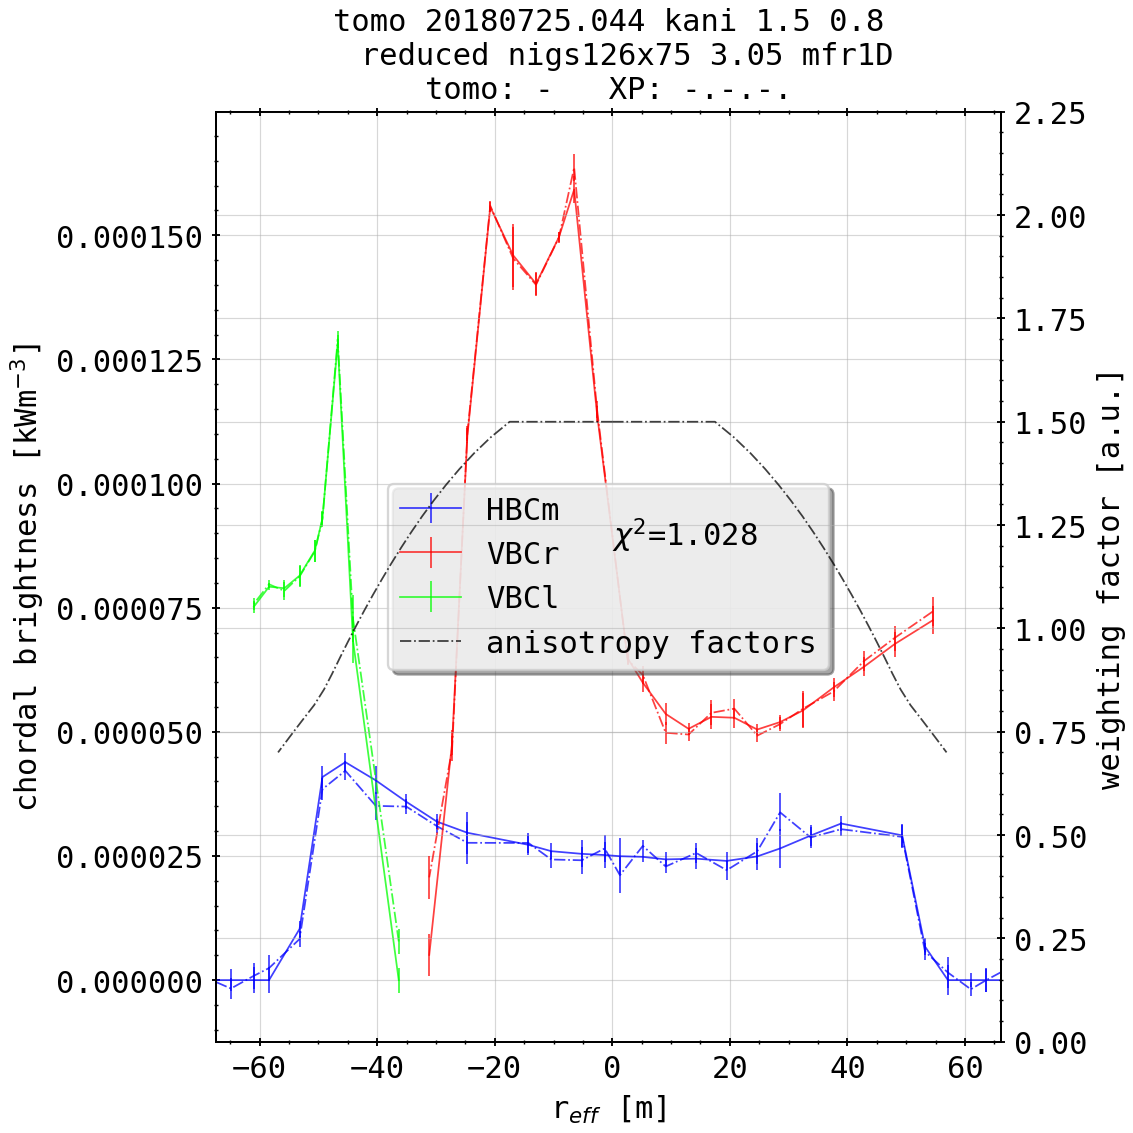 tomo 20180725.044 kani 1.5 0.8
reduced nigs126x75 3.05 mfr1D
tomo: - XP: -.-.-.
chordal brightness [kWm⁻³]
0.000150
0.000125
0.000100
0.000075
0.000050
0.000025
0.000000
HBCm
VBCr
VBCl
anisotropy factors
χ²=1.028
2.25
2.00
1.75
1.50
1.25
1.00
0.75
0.50
0.25
0.00
weighting factor [a.u.]
−60 −40 −20 0 20 40 60
r_eff [m]